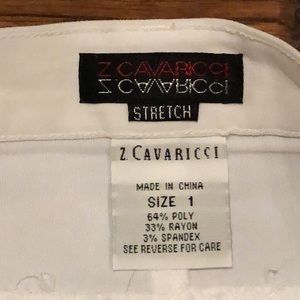 Z. CAVARICCI
Z. CAVARICCI
STRETCH
Z. CAVARICCI
MADE IN CHINA
SIZE 1
64% POLY
33% RAYON
3% SPANDEX
SEE REVERSE FOR CARE